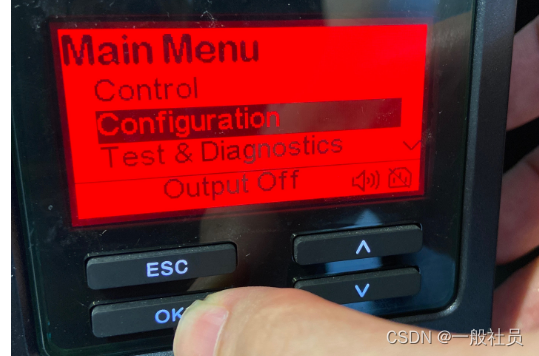 Main Menu
Control
Configuration
Test & Diagnostics
Output Off
ESC
OK
CSDN @一般社员